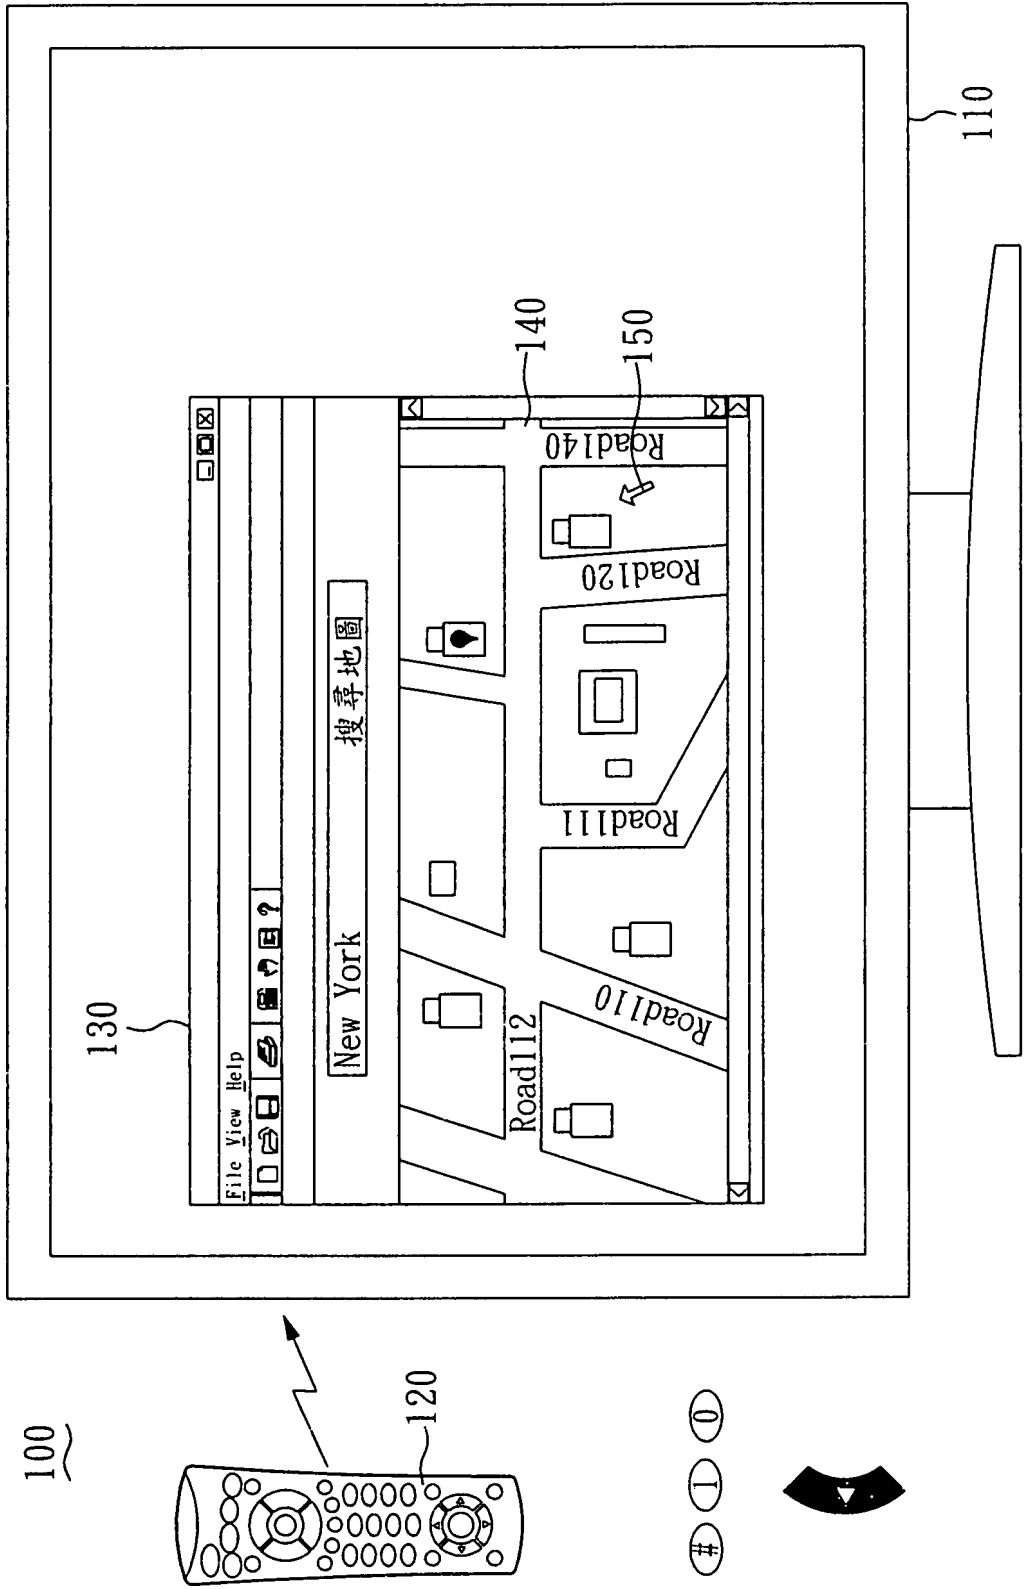 100
120
# 1 0
130
File View Help
?
New York 搜尋地圖
Road112
Road110
Road111
Road120
Road140
140
150
110